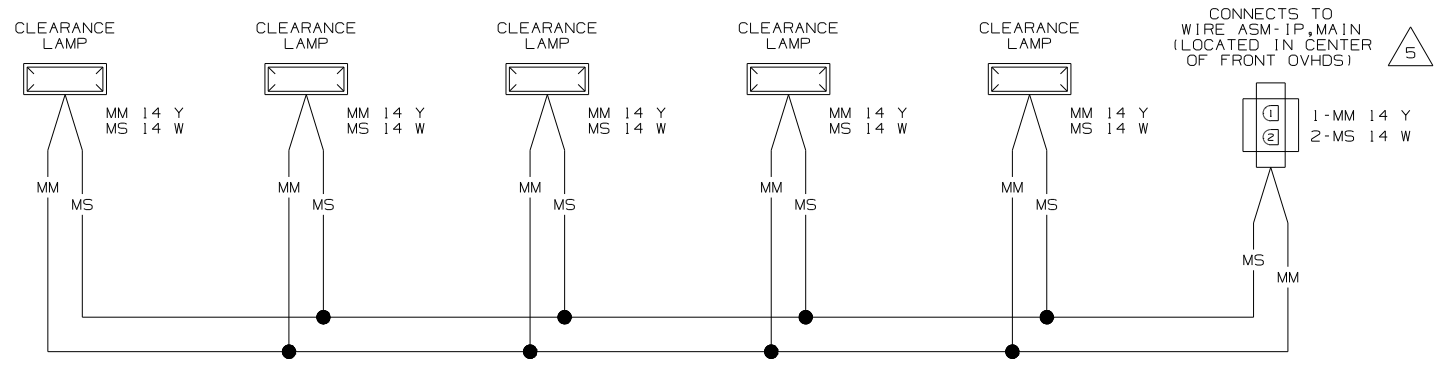 CLEARANCE
LAMP
CLEARANCE
LAMP
CLEARANCE
LAMP
CLEARANCE
LAMP
CLEARANCE
LAMP
CONNECTS TO
WIRE ASM-IP,MAIN
(LOCATED IN CENTER
OF FRONT OVHDS)
5
MM 14 Y
MS 14 W
MM 14 Y
MS 14 W
MM 14 Y
MS 14 W
MM 14 Y
MS 14 W
MM 14 Y
MS 14 W
1
2
1-MM 14 Y
2-MS 14 W
MM
MS
MM
MS
MM
MS
MM
MS
MM
MS
MS
MM